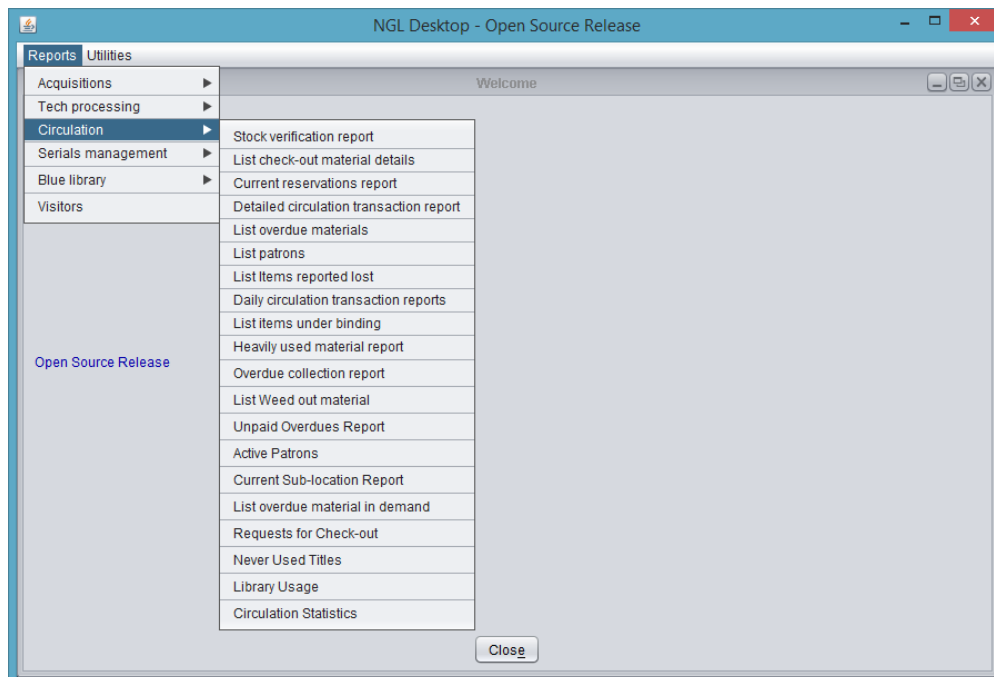 NGL Desktop - Open Source Release
Reports Utilities
Welcome
Acquisitions
Tech processing
Circulation
Serials management
Blue library
Visitors
Stock verification report
List check-out material details
Current reservations report
Detailed circulation transaction report
List overdue materials
List patrons
List Items reported lost
Daily circulation transaction reports
List items under binding
Heavily used material report
Overdue collection report
List Weed out material
Unpaid Overdues Report
Active Patrons
Current Sub-location Report
List overdue material in demand
Requests for Check-out
Never Used Titles
Library Usage
Circulation Statistics
Open Source Release
Close